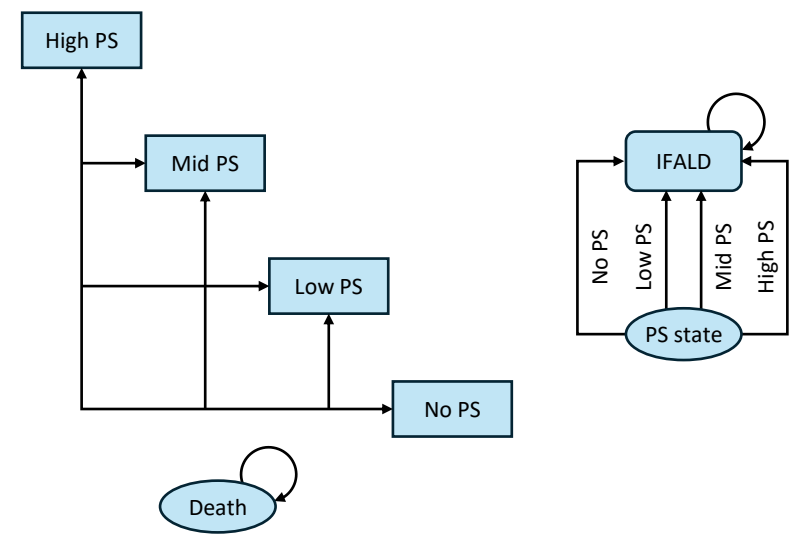 High PS
Mid PS
Low PS
No PS
Death
IFALD
No PS
Low PS
Mid PS
High PS
PS state